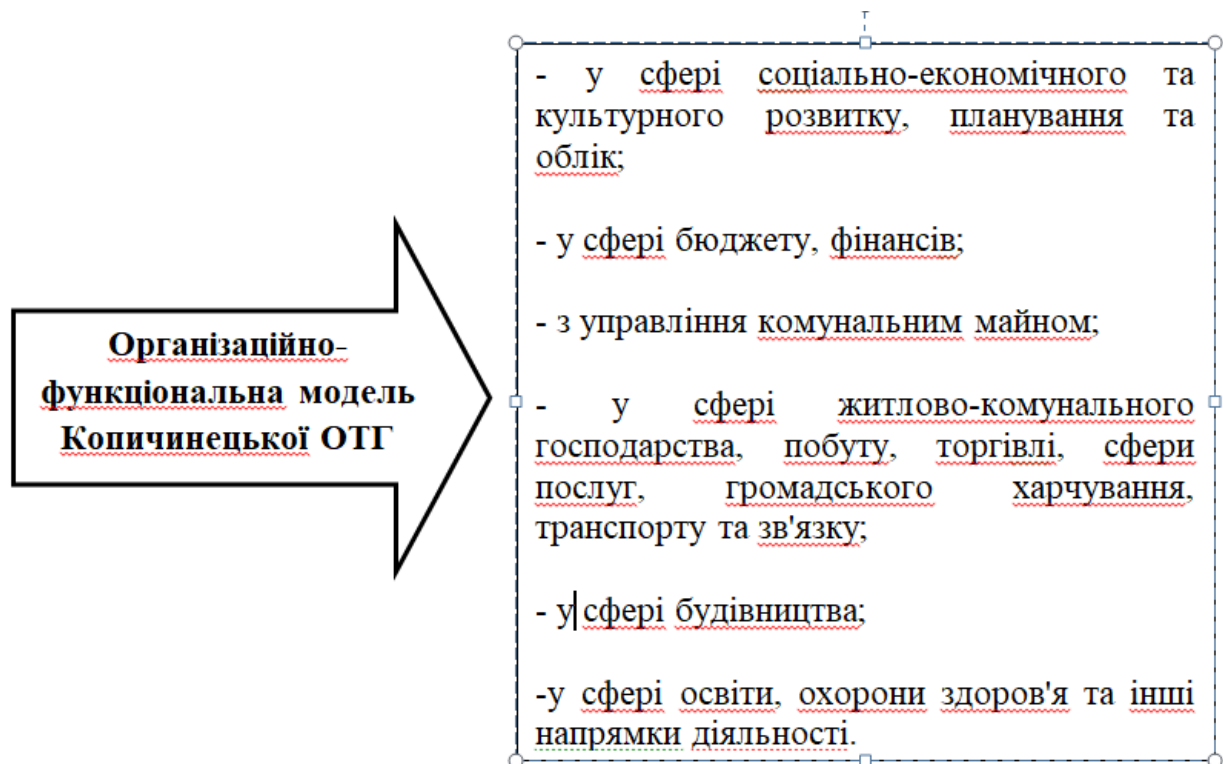 Організаційно-
функціональна модель
Копичинецької ОТГ
- у сфері соціально-економічного та
культурного розвитку, планування та
облік;
- у сфері бюджету, фінансів;
- з управління комунальним майном;
- у сфері житлово-комунального
господарства, побуту, торгівлі, сфери
послуг, громадського харчування,
транспорту та зв'язку;
- у сфері будівництва;
-у сфері освіти, охорони здоров'я та інші
напрямки діяльності.